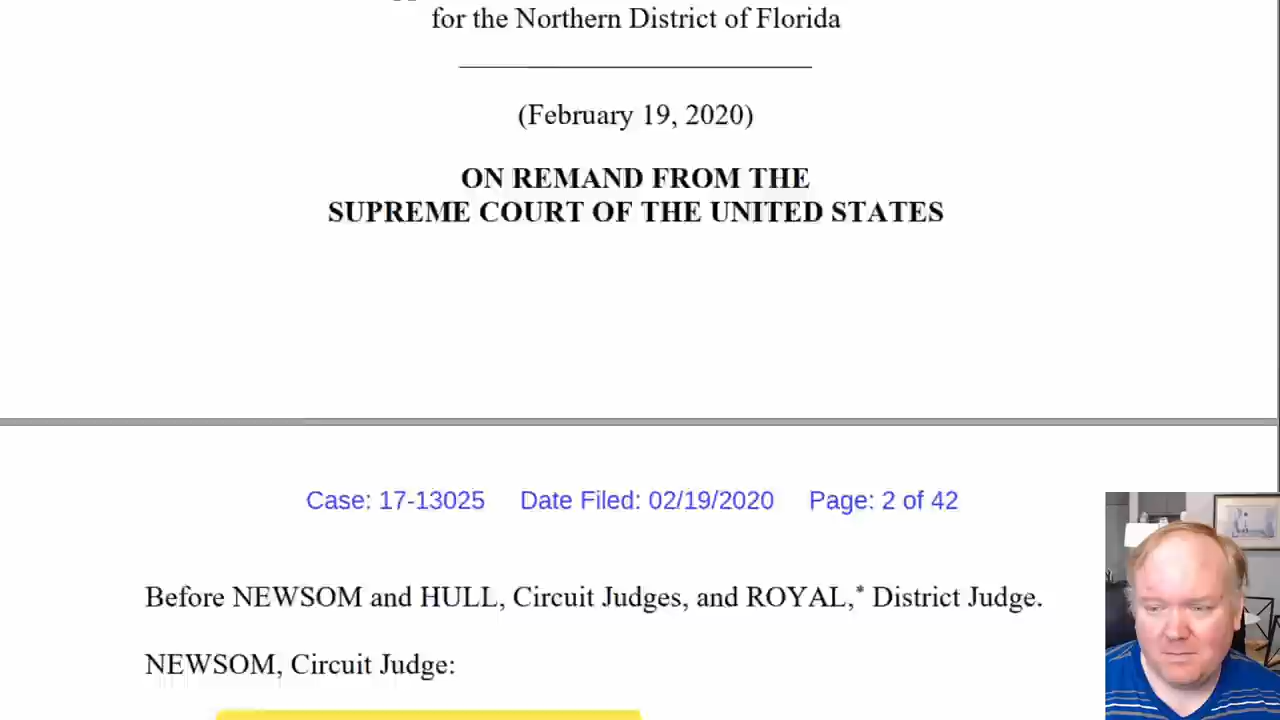 for the Northern District of Florida
(February 19, 2020)
ON REMAND FROM THE
SUPREME COURT OF THE UNITED STATES
Case: 17-13025 Date Filed: 02/19/2020 Page: 2 of 42
Before NEWSOM and HULL, Circuit Judges, and ROYAL,* District Judge.
NEWSOM, Circuit Judge: